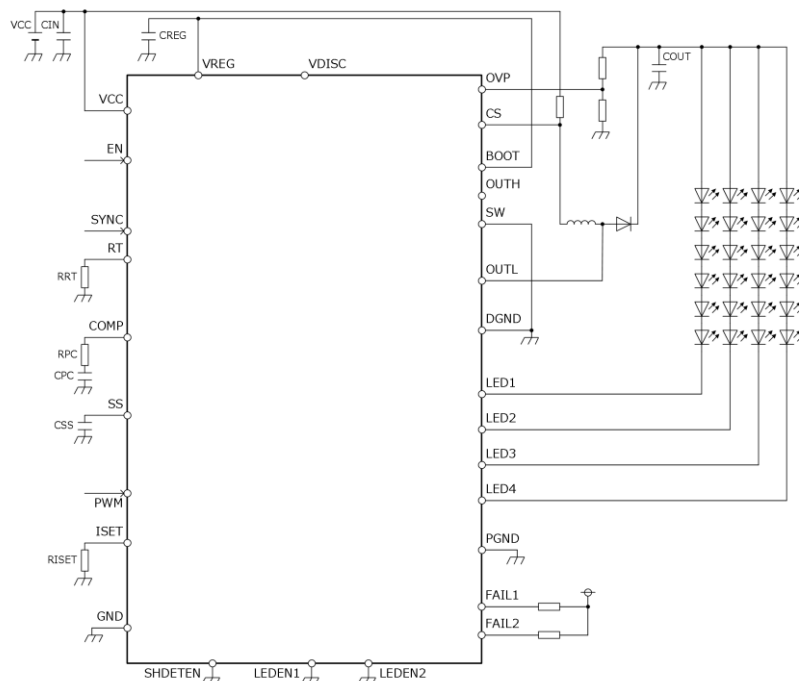 VCC
CIN
CREG
COUT
VREG
VDISC
OVP
VCC
CS
EN
BOOT
OUTH
SYNC
SW
RT
RRT
OUTL
COMP
DGND
RPC
CPC
LED1
SS
CSS
LED2
LED3
PWM
LED4
ISET
RISET
PGND
FAIL1
GND
FAIL2
SHDETEN
LEDEN1
LEDEN2